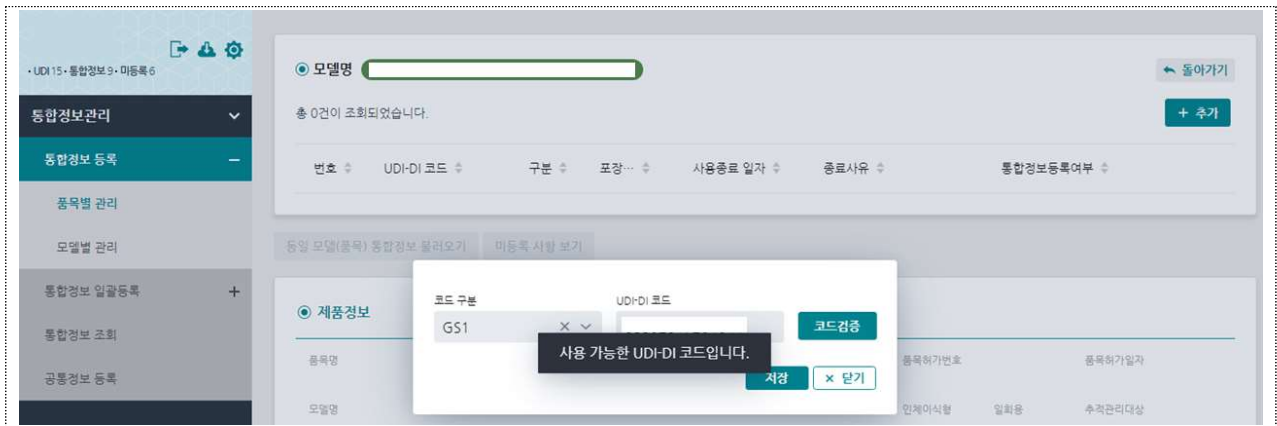 • UDI 15 • 통합정보 9 • 미등록 6
통합정보관리
통합정보 등록
품목별 관리
모델별 관리
통합정보 일괄등록
통합정보 조회
공통정보 등록
모델명
돌아가기
총 0건이 조회되었습니다.
+ 추가
번호 UDI-DI 코드 구분 포장… 사용종료 일자 종료사유 통합정보등록여부
동일 모델(품목) 통합정보 불러오기 미등록 사항 보기
제품정보
코드 구분 UDI-DI 코드
GS1 코드검증
사용 가능한 UDI-DI 코드입니다.
저장 × 닫기
품목명 품목허가번호 품목허가일자
모델명 인체이식형 일회용 추적관리대상